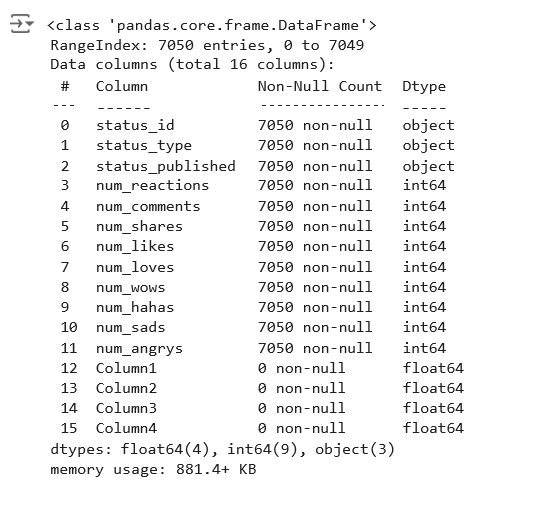 <class 'pandas.core.frame.DataFrame'>
RangeIndex: 7050 entries, 0 to 7049
Data columns (total 16 columns):
 #   Column            Non-Null Count  Dtype
---  ------            --------------  -----
 0   status_id         7050 non-null   object
 1   status_type       7050 non-null   object
 2   status_published  7050 non-null   object
 3   num_reactions     7050 non-null   int64
 4   num_comments      7050 non-null   int64
 5   num_shares        7050 non-null   int64
 6   num_likes         7050 non-null   int64
 7   num_loves         7050 non-null   int64
 8   num_wows          7050 non-null   int64
 9   num_hahas         7050 non-null   int64
 10  num_sads          7050 non-null   int64
 11  num_angrys        7050 non-null   int64
 12  Column1           0 non-null      float64
 13  Column2           0 non-null      float64
 14  Column3           0 non-null      float64
 15  Column4           0 non-null      float64
dtypes: float64(4), int64(9), object(3)
memory usage: 881.4+ KB